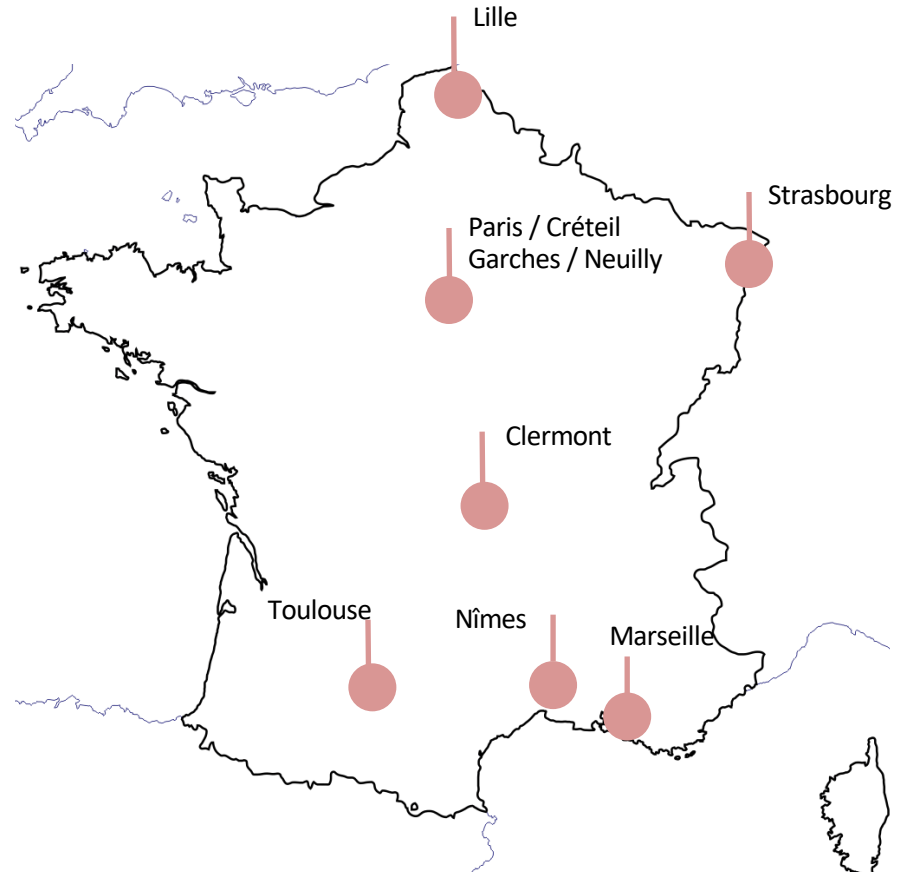 Lille
Strasbourg
Paris / Créteil
Garches / Neuilly
Clermont
Toulouse
Nîmes
Marseille